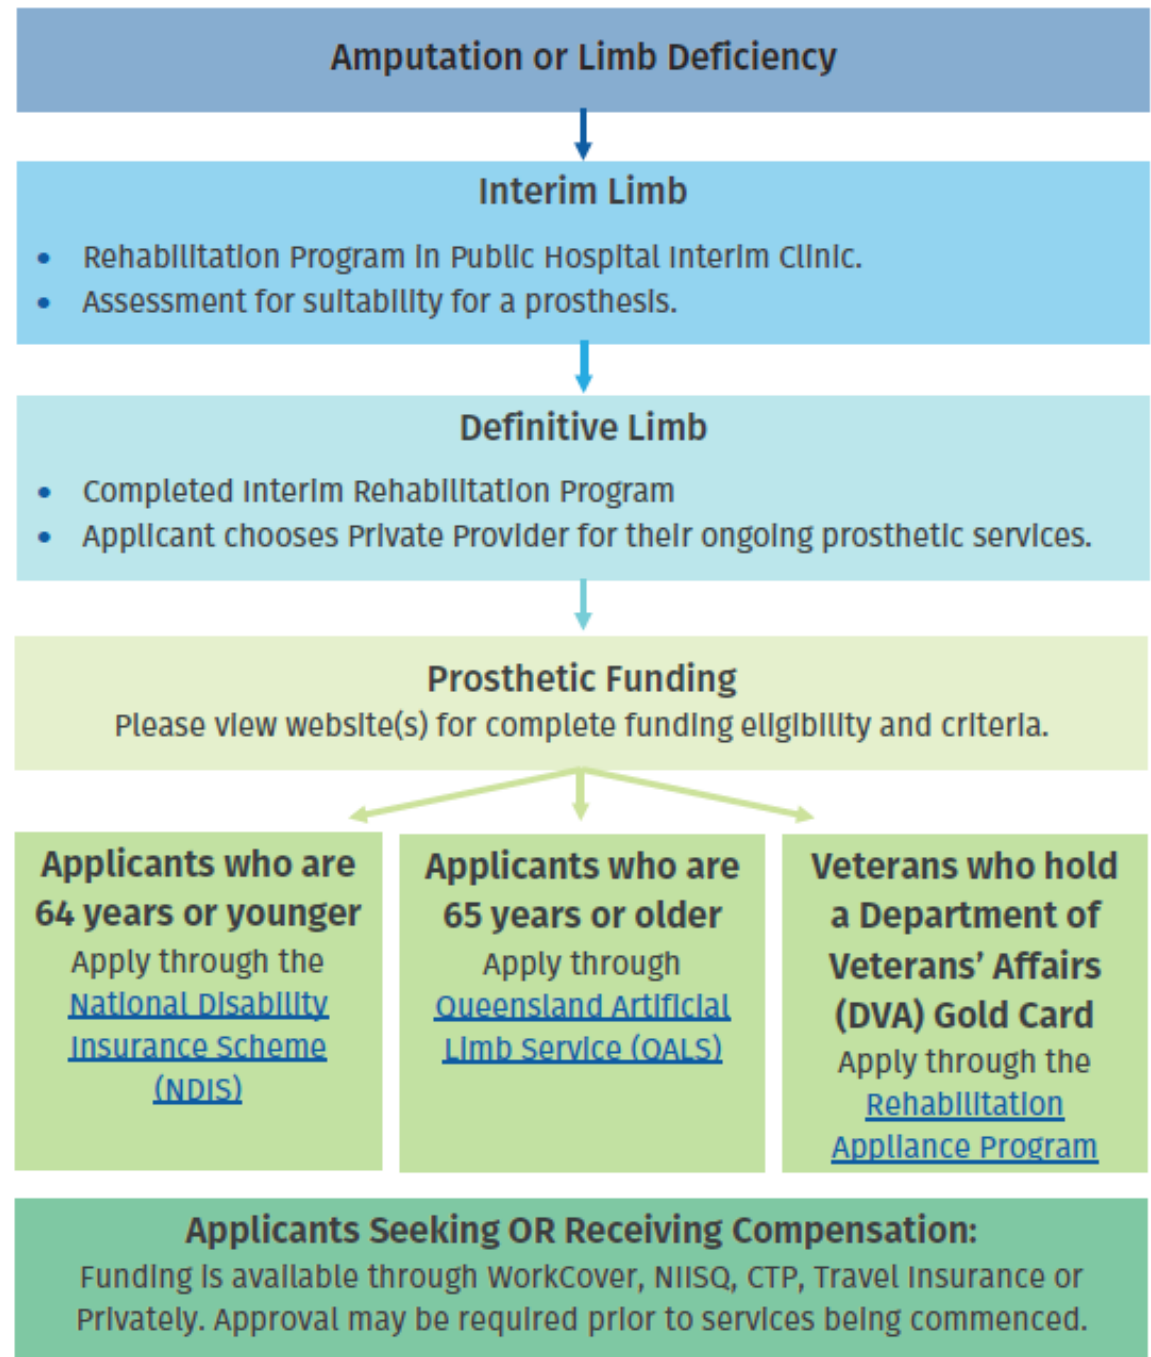 Amputation or Limb Deficiency
Interim Limb
• Rehabilitation Program in Public Hospital Interim Clinic.
• Assessment for suitability for a prosthesis.
Definitive Limb
• Completed Interim Rehabilitation Program
• Applicant chooses Private Provider for their ongoing prosthetic services.
Prosthetic Funding
Please view website(s) for complete funding eligibility and criteria.
Applicants who are
64 years or younger
Apply through the
National Disability
Insurance Scheme
(NDIS)
Applicants who are
65 years or older
Apply through
Queensland Artificial
Limb Service (QALS)
Veterans who hold
a Department of
Veterans’ Affairs
(DVA) Gold Card
Apply through the
Rehabilitation
Appliance Program
Applicants Seeking OR Receiving Compensation:
Funding is available through WorkCover, NIISQ, CTP, Travel Insurance or
Privately. Approval may be required prior to services being commenced.